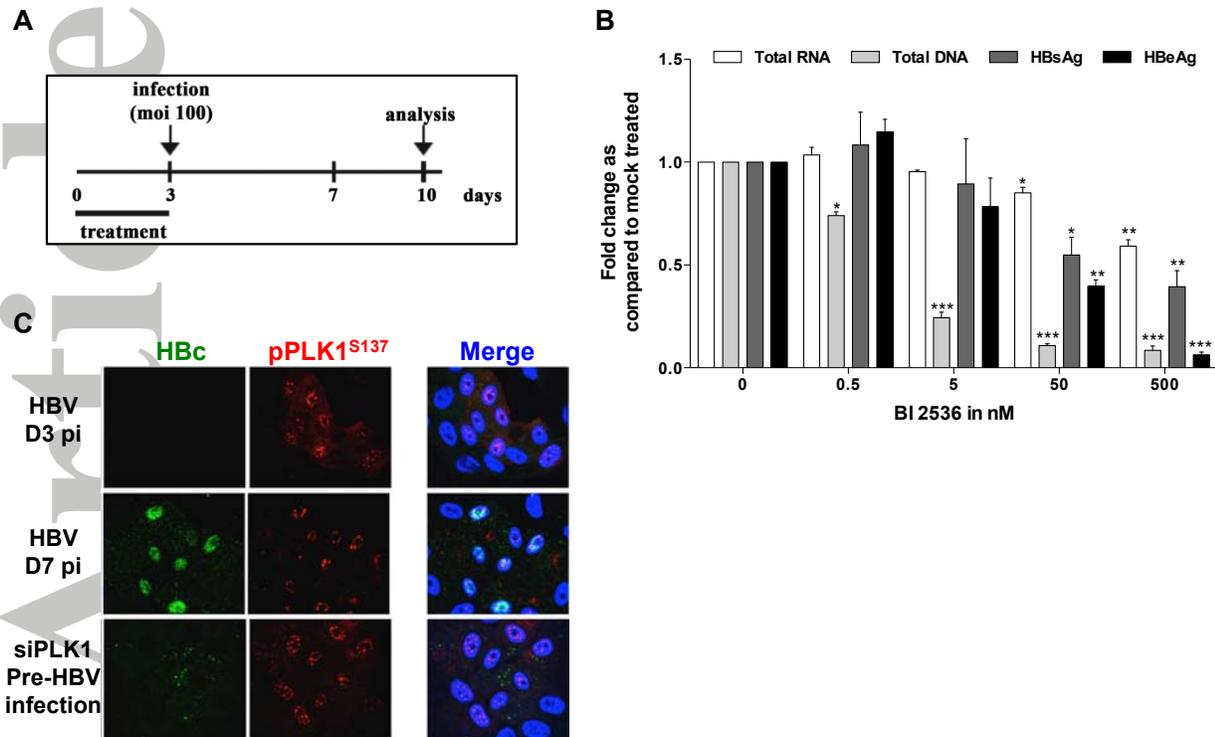 A
infection
(moi 100)
analysis
0 3 7 10 days
treatment
B
1.5
1.0
0.5
0.0
Fold change as
compared to mock treated
Total RNA Total DNA HBsAg HBeAg
*
***
*
***
*
**
**
***
**
***
0 0.5 5 50 500
BI 2536 in nM
C
HBc pPLK1S137 Merge
HBV
D3 pi
HBV
D7 pi
siPLK1
Pre-HBV
infection
Article